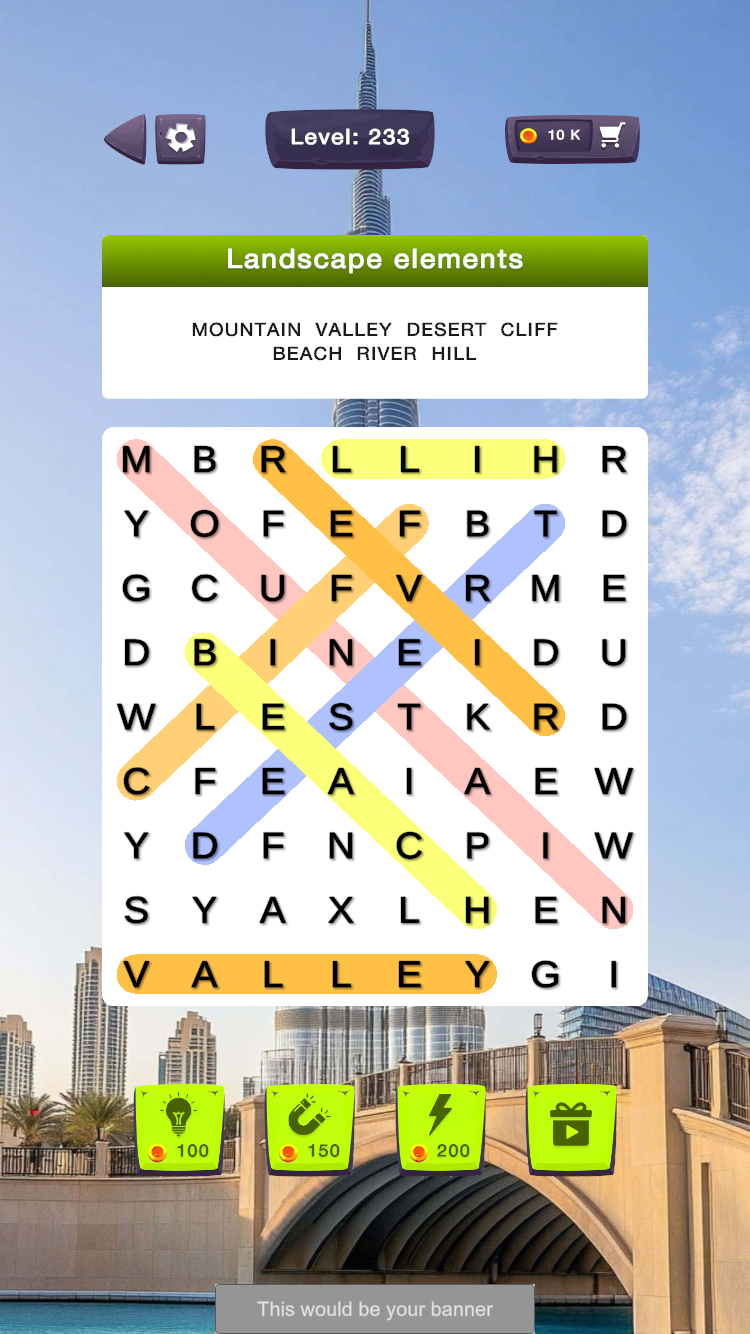 Level: 233
10 K
Landscape elements
MOUNTAIN VALLEY DESERT CLIFF
BEACH RIVER HILL
M B R L L I H R
Y O F E F B T D
G C U F V R M E
D B I N E I D U
W L E S T K R D
C F E A I A E W
Y D F N C P I W
S Y A X L H E N
V A L L E Y G I
100 150 200
This would be your banner